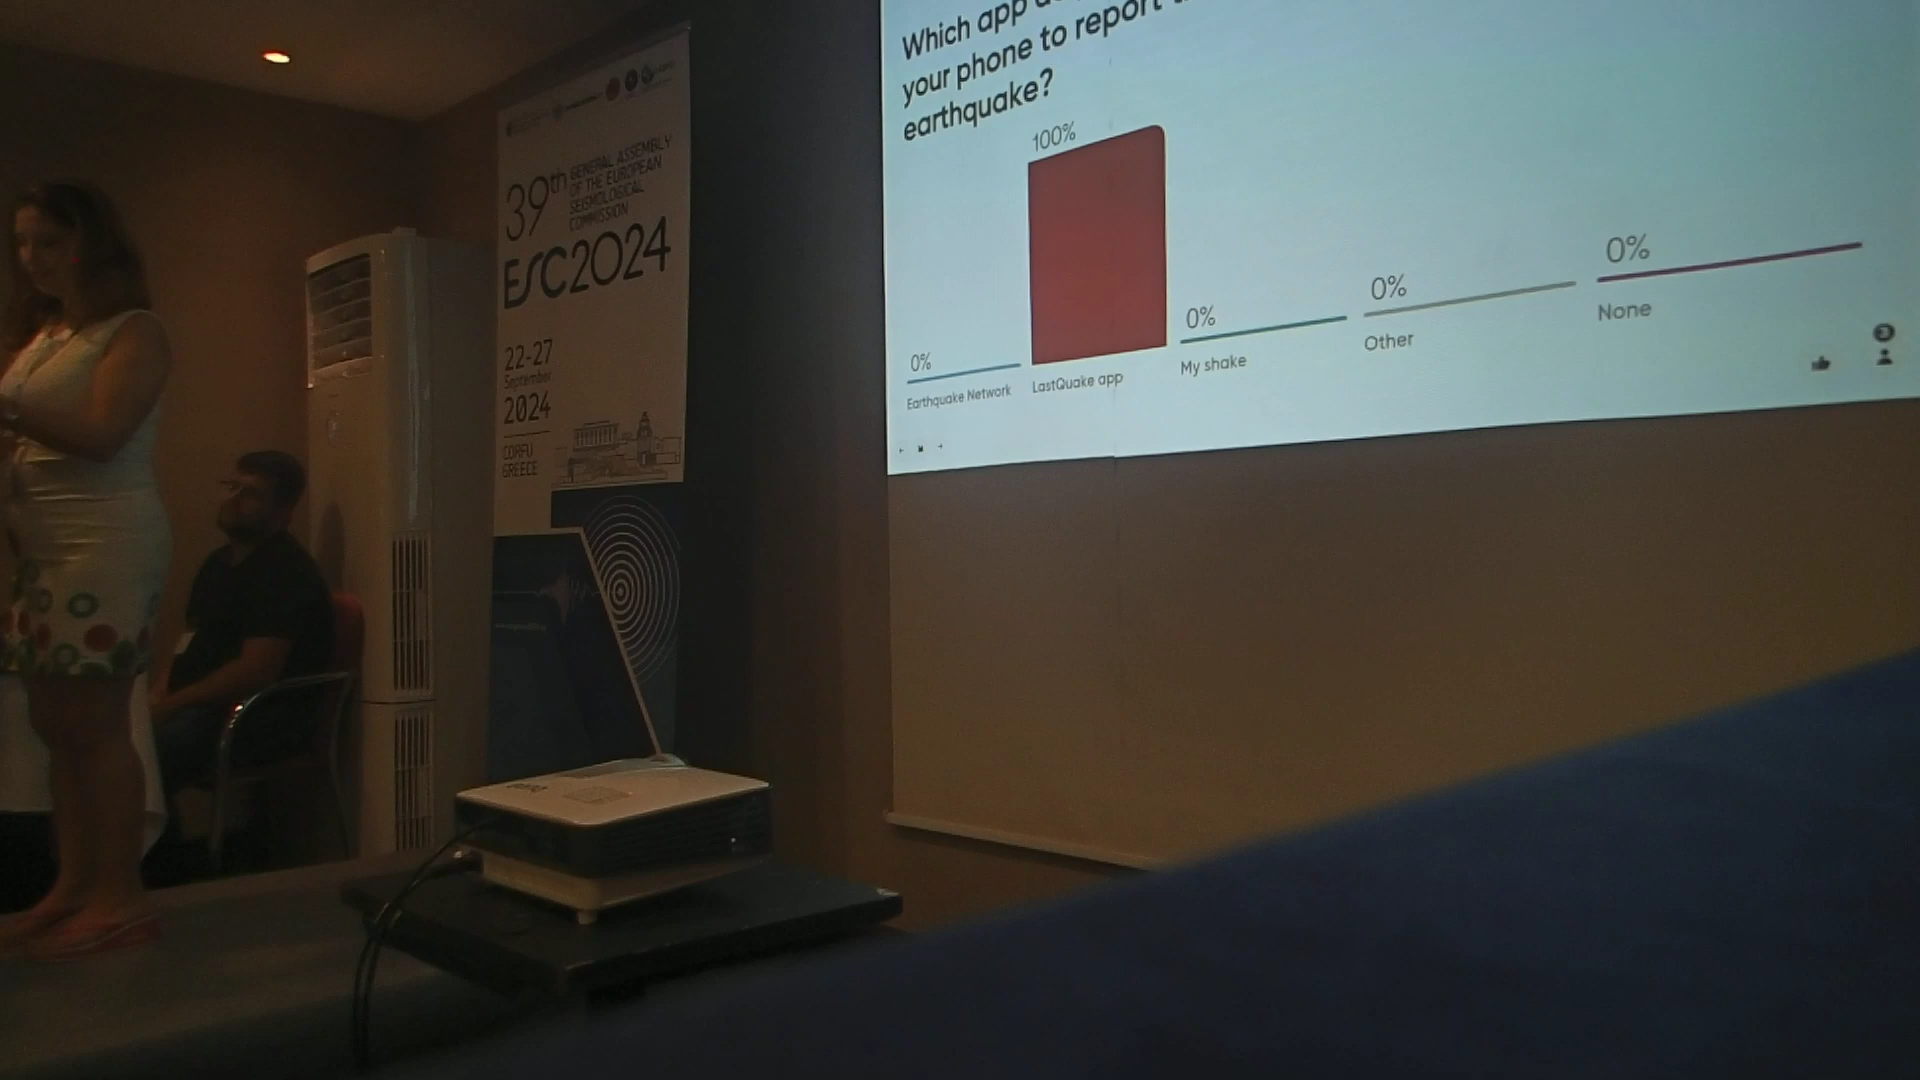 39th
GENERAL ASSEMBLY
OF THE EUROPEAN
SEISMOLOGICAL
COMMISSION
ESC2024
22-27
September
2024
CORFU
GREECE
Which app
your phone to report
earthquake?
0%
Earthquake Network
100%
LastQuake app
0%
My shake
0%
Other
0%
None